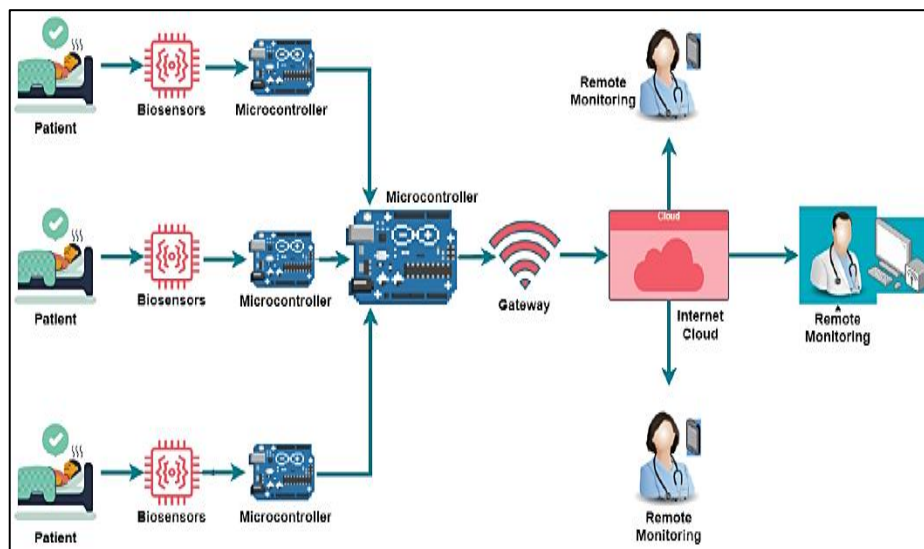 Patient
Biosensors
Microcontroller
Remote
Monitoring
Microcontroller
Patient
Biosensors
Microcontroller
Gateway
Cloud
Internet
Cloud
Remote
Monitoring
Patient
Biosensors
Microcontroller
Remote
Monitoring